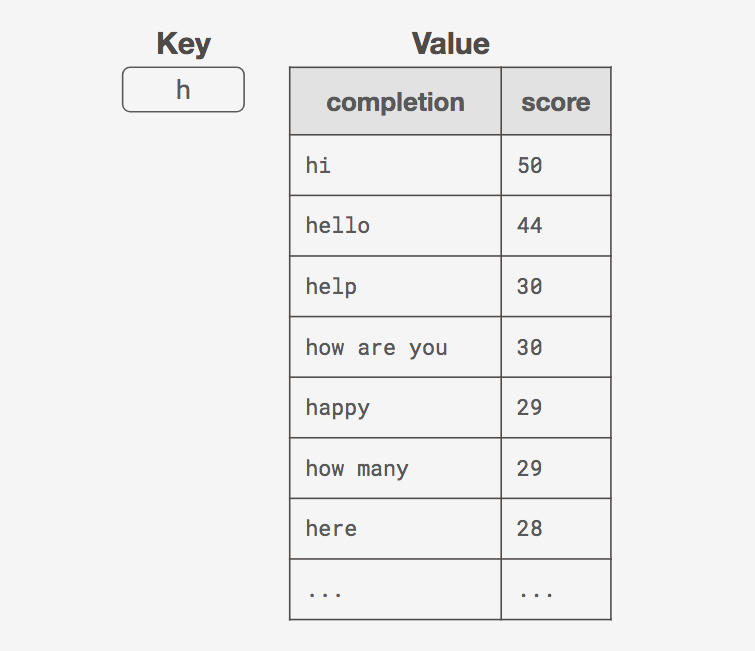 Key Value
h
completion score
hi 50
hello 44
help 30
how are you 30
happy 29
how many 29
here 28
... ...